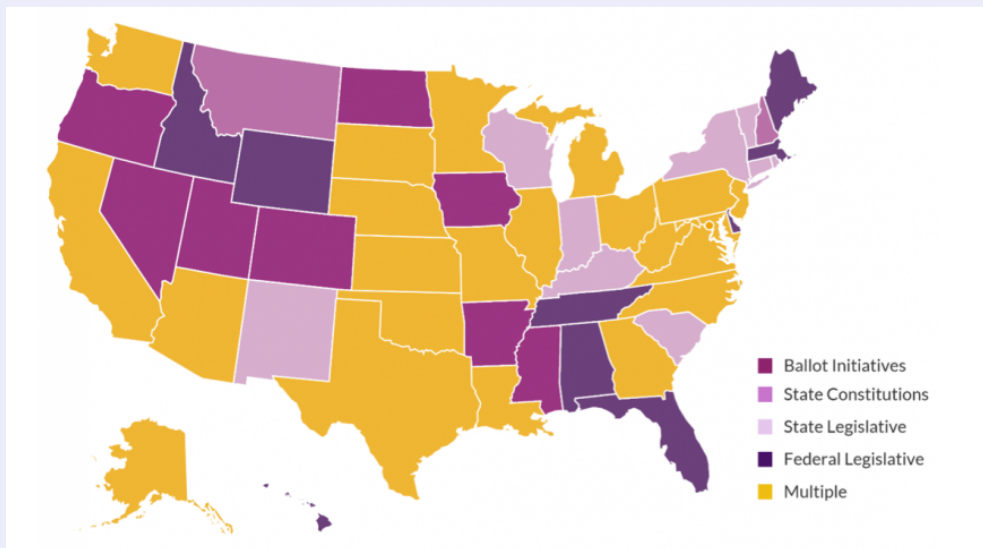 Ballot Initiatives
State Constitutions
State Legislative
Federal Legislative
Multiple